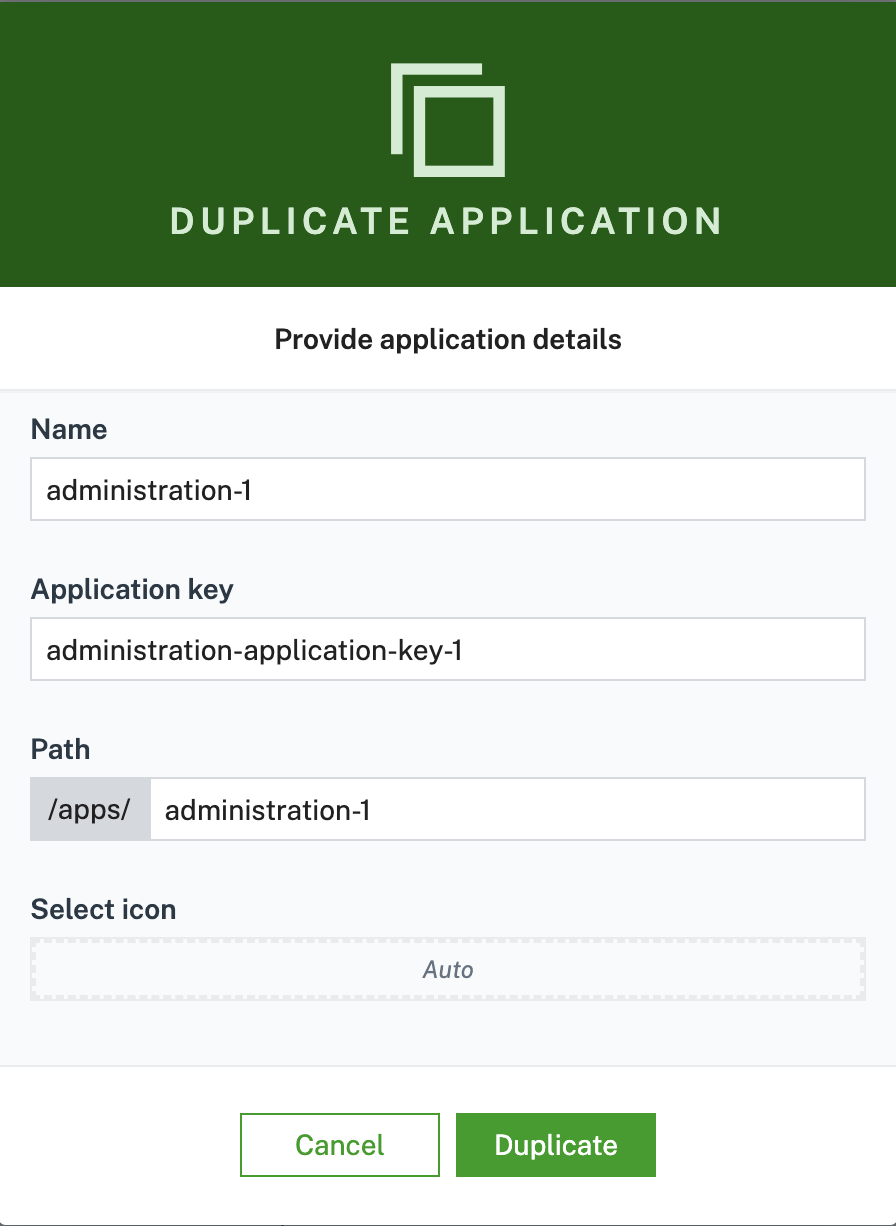 DUPLICATE APPLICATION
Provide application details
Name
administration-1
Application key
administration-application-key-1
Path
/apps/ administration-1
Select icon
Auto
Cancel Duplicate